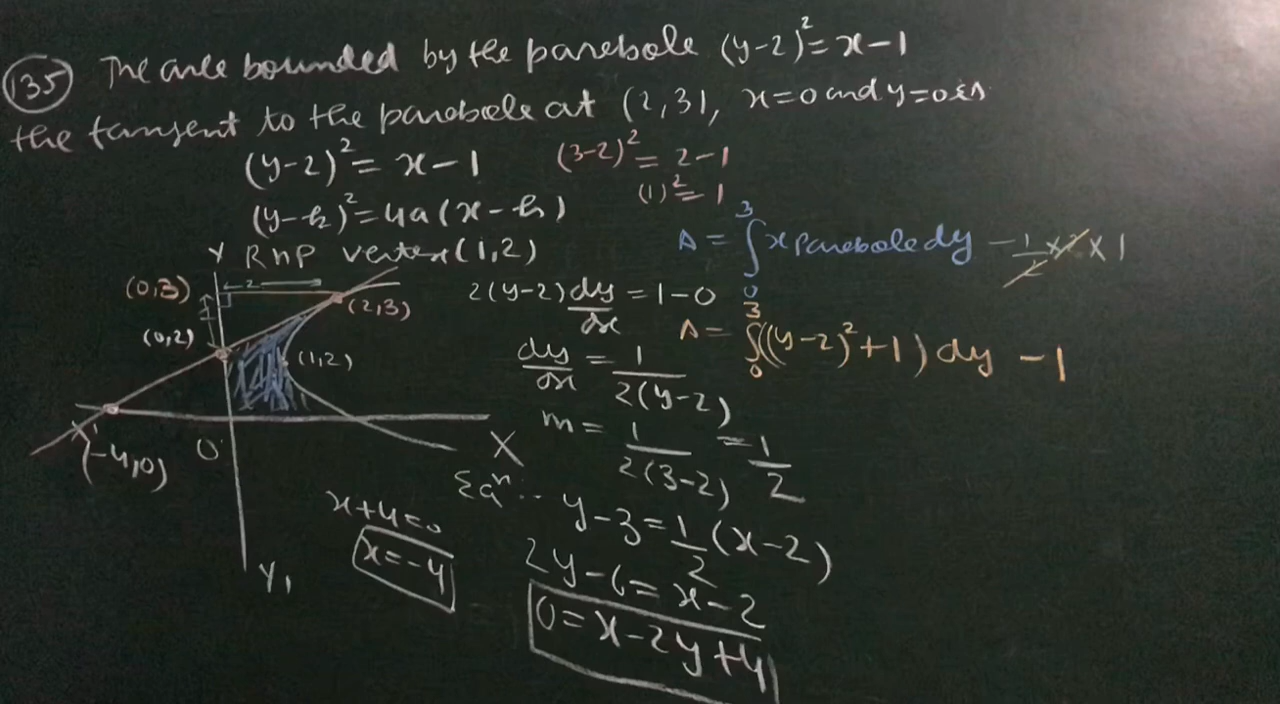 135 The area bounded by the parabola (y-2)²=x-1
the tangent to the parabola at (2,3), x=0 and y=0 is
(y-2)²=x-1
(3-2)²=2-1
(1)²=1
(y-k)²=4a(x-h)
RHP vertex(1,2)
Y
(0,3)
2
(2,3)
(0,2)
1
(1,2)
(-4,0)
O
X
Y₁
x+4=0
x=-4
2(y-2)dy/dx=1-0
dy/dx=1/2(y-2)
m=1/2(3-2)=1/2
Eqⁿ:- y-3=1/2(x-2)
2y-6=x-2
0=x-2y+4
A=∫₀³x parabola dy-1/2×2×1
A=∫₀³((y-2)²+1)dy-1